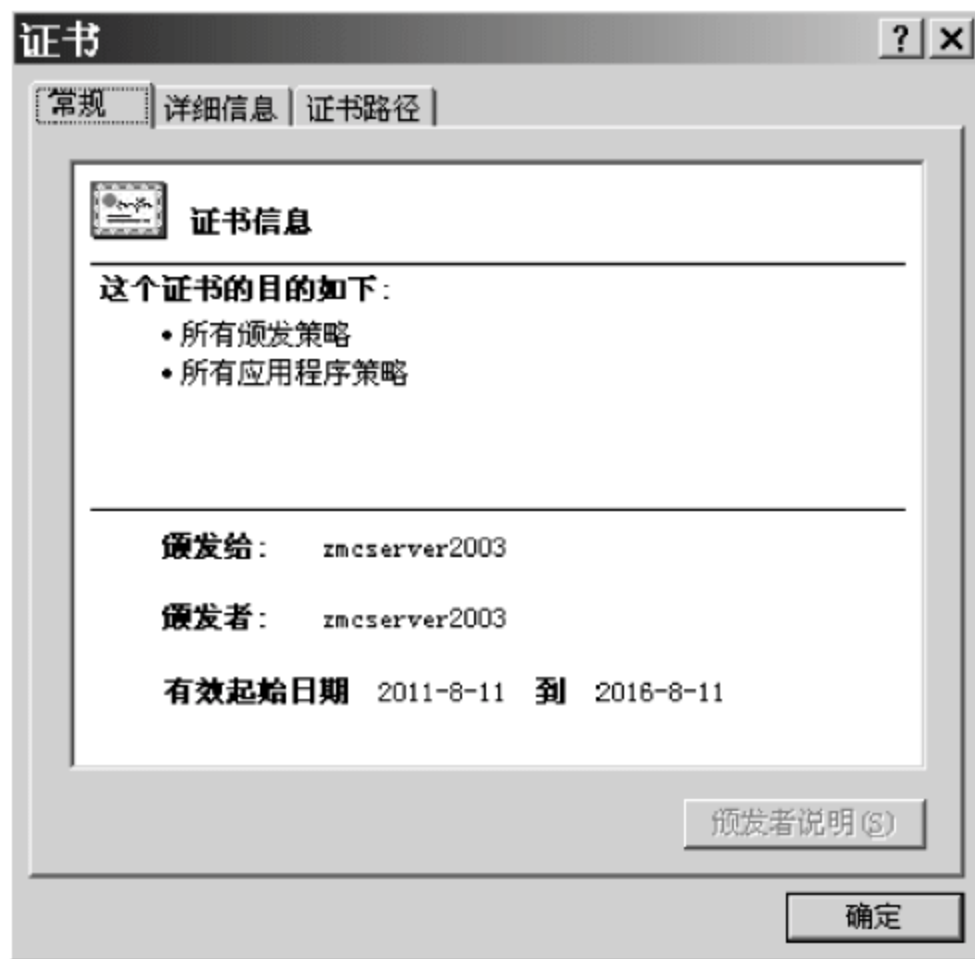 证书
常规 详细信息 证书路径
证书信息
这个证书的目的如下:
•所有颁发策略
•所有应用程序策略
颁发给: zmcserver2003
颁发者: zmcserver2003
有效起始日期 2011-8-11 到 2016-8-11
颁发者说明(S)
确定